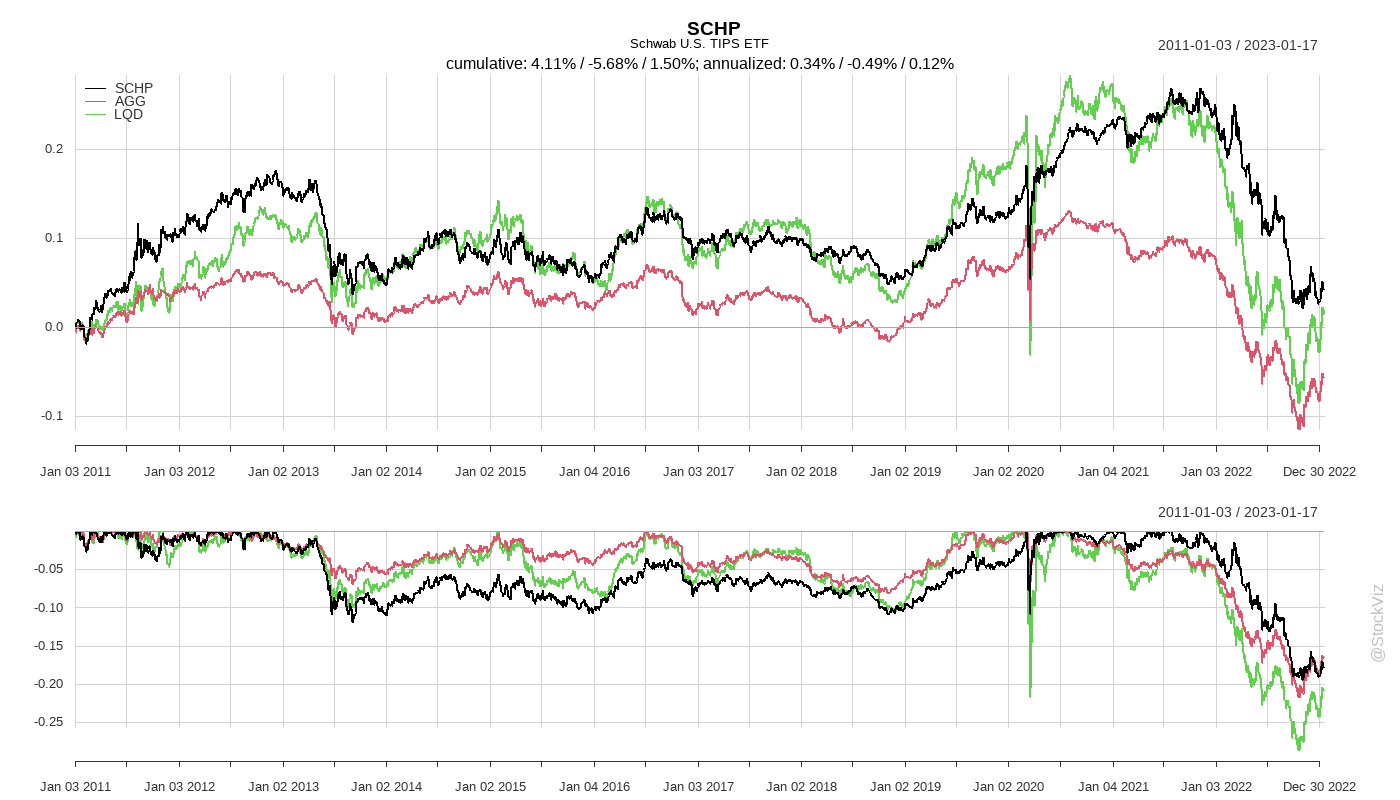 SCHP
Schwab U.S. TIPS ETF
2011-01-03 / 2023-01-17
cumulative: 4.11% / -5.68% / 1.50%; annualized: 0.34% / -0.49% / 0.12%
SCHP
AGG
LQD
0.2
0.1
0.0
-0.1
Jan 03 2011 Jan 03 2012 Jan 02 2013 Jan 02 2014 Jan 02 2015 Jan 04 2016 Jan 03 2017 Jan 02 2018 Jan 02 2019 Jan 02 2020 Jan 04 2021 Jan 03 2022 Dec 30 2022
2011-01-03 / 2023-01-17
-0.05
-0.10
-0.15
-0.20
-0.25
Jan 03 2011 Jan 03 2012 Jan 02 2013 Jan 02 2014 Jan 02 2015 Jan 04 2016 Jan 03 2017 Jan 02 2018 Jan 02 2019 Jan 02 2020 Jan 04 2021 Jan 03 2022 Dec 30 2022
@StockViz